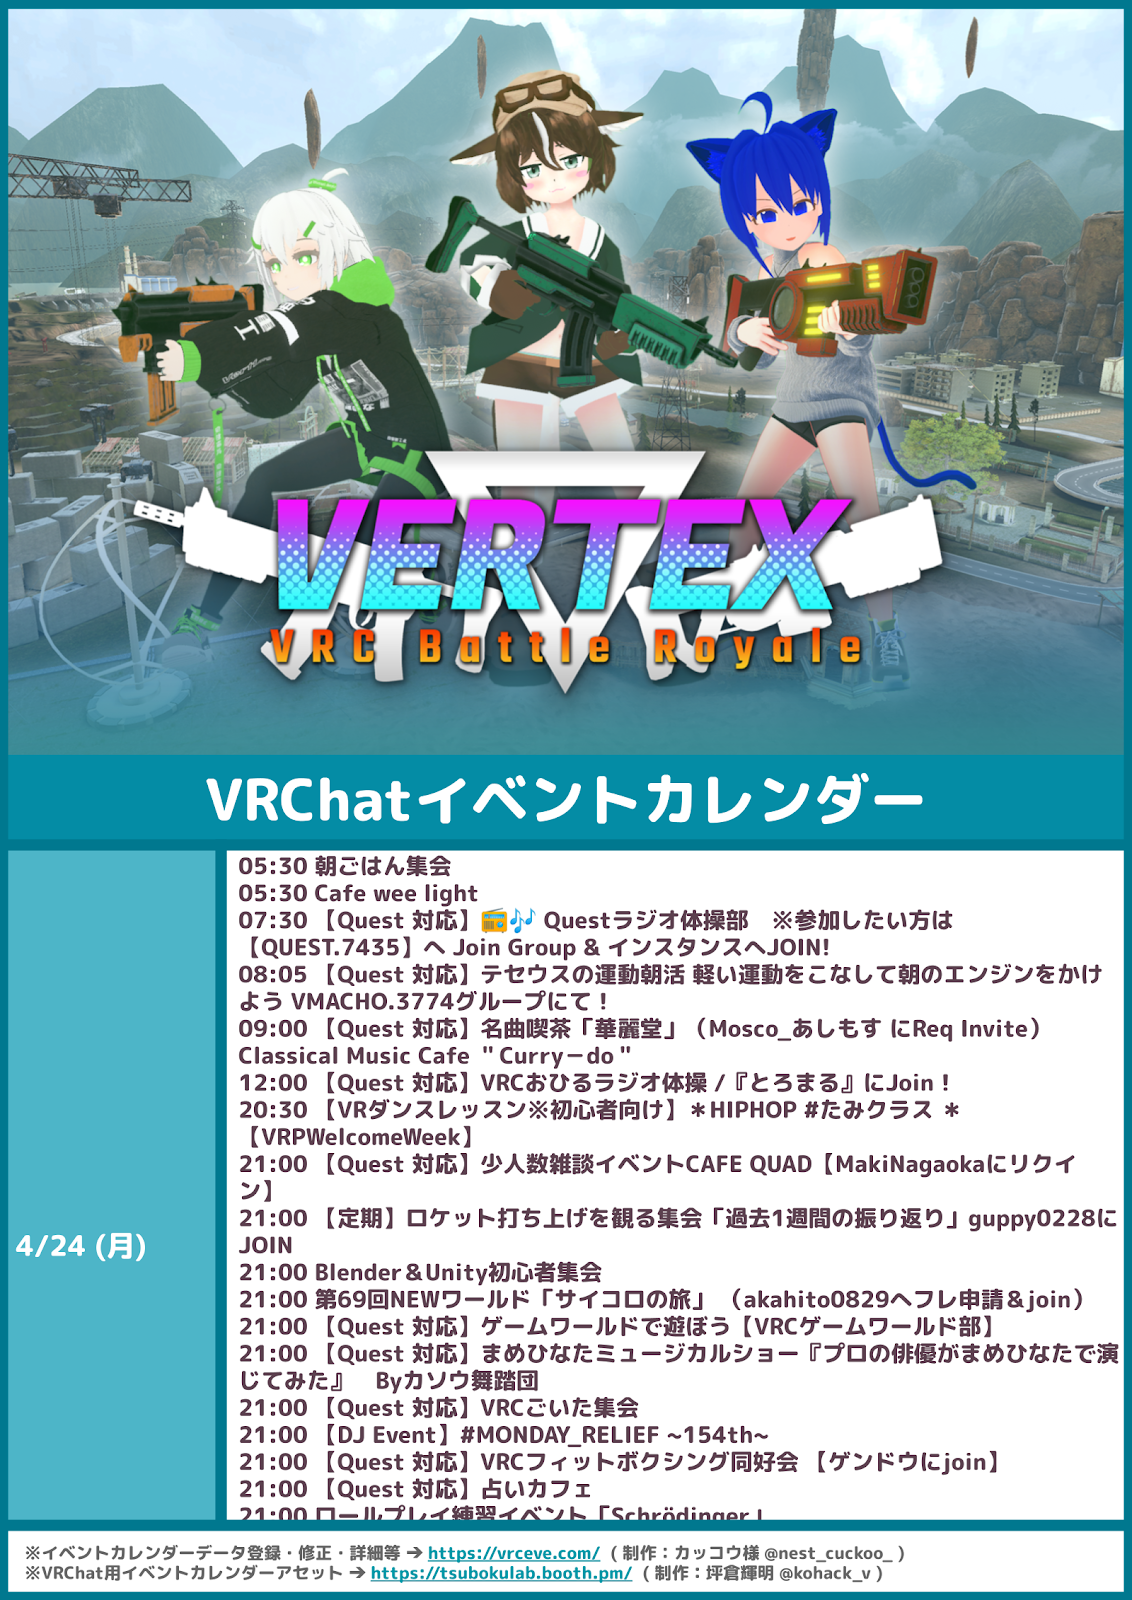 VERTEX
VRC Battle Royale
VRChatイベントカレンダー
4/24 (月)
05:30 朝ごはん集会
05:30 Cafe wee light
07:30 【Quest 対応】📻🎶 Questラジオ体操部　※参加したい方は
【QUEST.7435】へ Join Group & インスタンスへJOIN!
08:05 【Quest 対応】テセウスの運動朝活 軽い運動をこなして朝のエンジンをかけ
よう VMACHO.3774グループにて！
09:00 【Quest 対応】名曲喫茶「華麗堂」（Mosco_あしもす にReq Invite）
Classical Music Cafe ＂Curry－do＂
12:00 【Quest 対応】VRCおひるラジオ体操 /『とろまる』にJoin！
20:30 【VRダンスレッスン※初心者向け】＊HIPHOP #たみクラス ＊
【VRPWelcomeWeek】
21:00 【Quest 対応】少人数雑談イベントCAFE QUAD【MakiNagaokaにリクイ
ン】
21:00 【定期】ロケット打ち上げを観る集会「過去1週間の振り返り」guppy0228に
JOIN
21:00 Blender＆Unity初心者集会
21:00 第69回NEWワールド「サイコロの旅」 （akahito0829へフレ申請＆join）
21:00 【Quest 対応】ゲームワールドで遊ぼう【VRCゲームワールド部】
21:00 【Quest 対応】まめひなたミュージカルショー『プロの俳優がまめひなたで演
じてみた』　Byカソウ舞踏団
21:00 【Quest 対応】VRCごいた集会
21:00 【DJ Event】#MONDAY_RELIEF ~154th~
21:00 【Quest 対応】VRCフィットボクシング同好会 【ゲンドウにjoin】
21:00 【Quest 対応】占いカフェ
21:00 ロールプレイ練習イベント「Schrödinger」
※イベントカレンダーデータ登録・修正・詳細等 ➔ https://vrceve.com/ （ 制作：カッコウ様 @nest_cuckoo_ ）
※VRChat用イベントカレンダーアセット ➔ https://tsubokulab.booth.pm/ （ 制作：坪倉輝明 @kohack_v ）